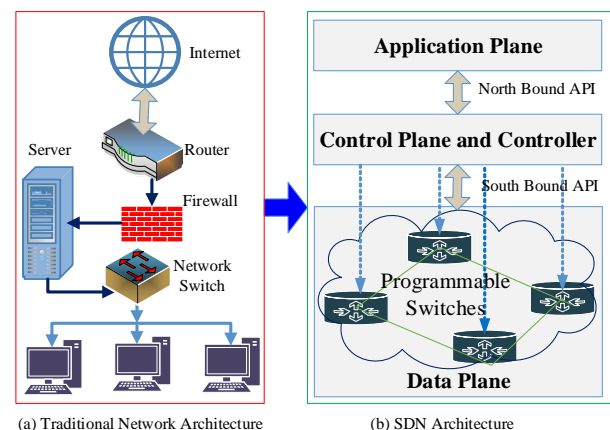 Internet
Server
Router
Firewall
Network
Switch
(a) Traditional Network Architecture
Application Plane
North Bound API
Control Plane and Controller
South Bound API
Programmable
Switches
Data Plane
(b) SDN Architecture